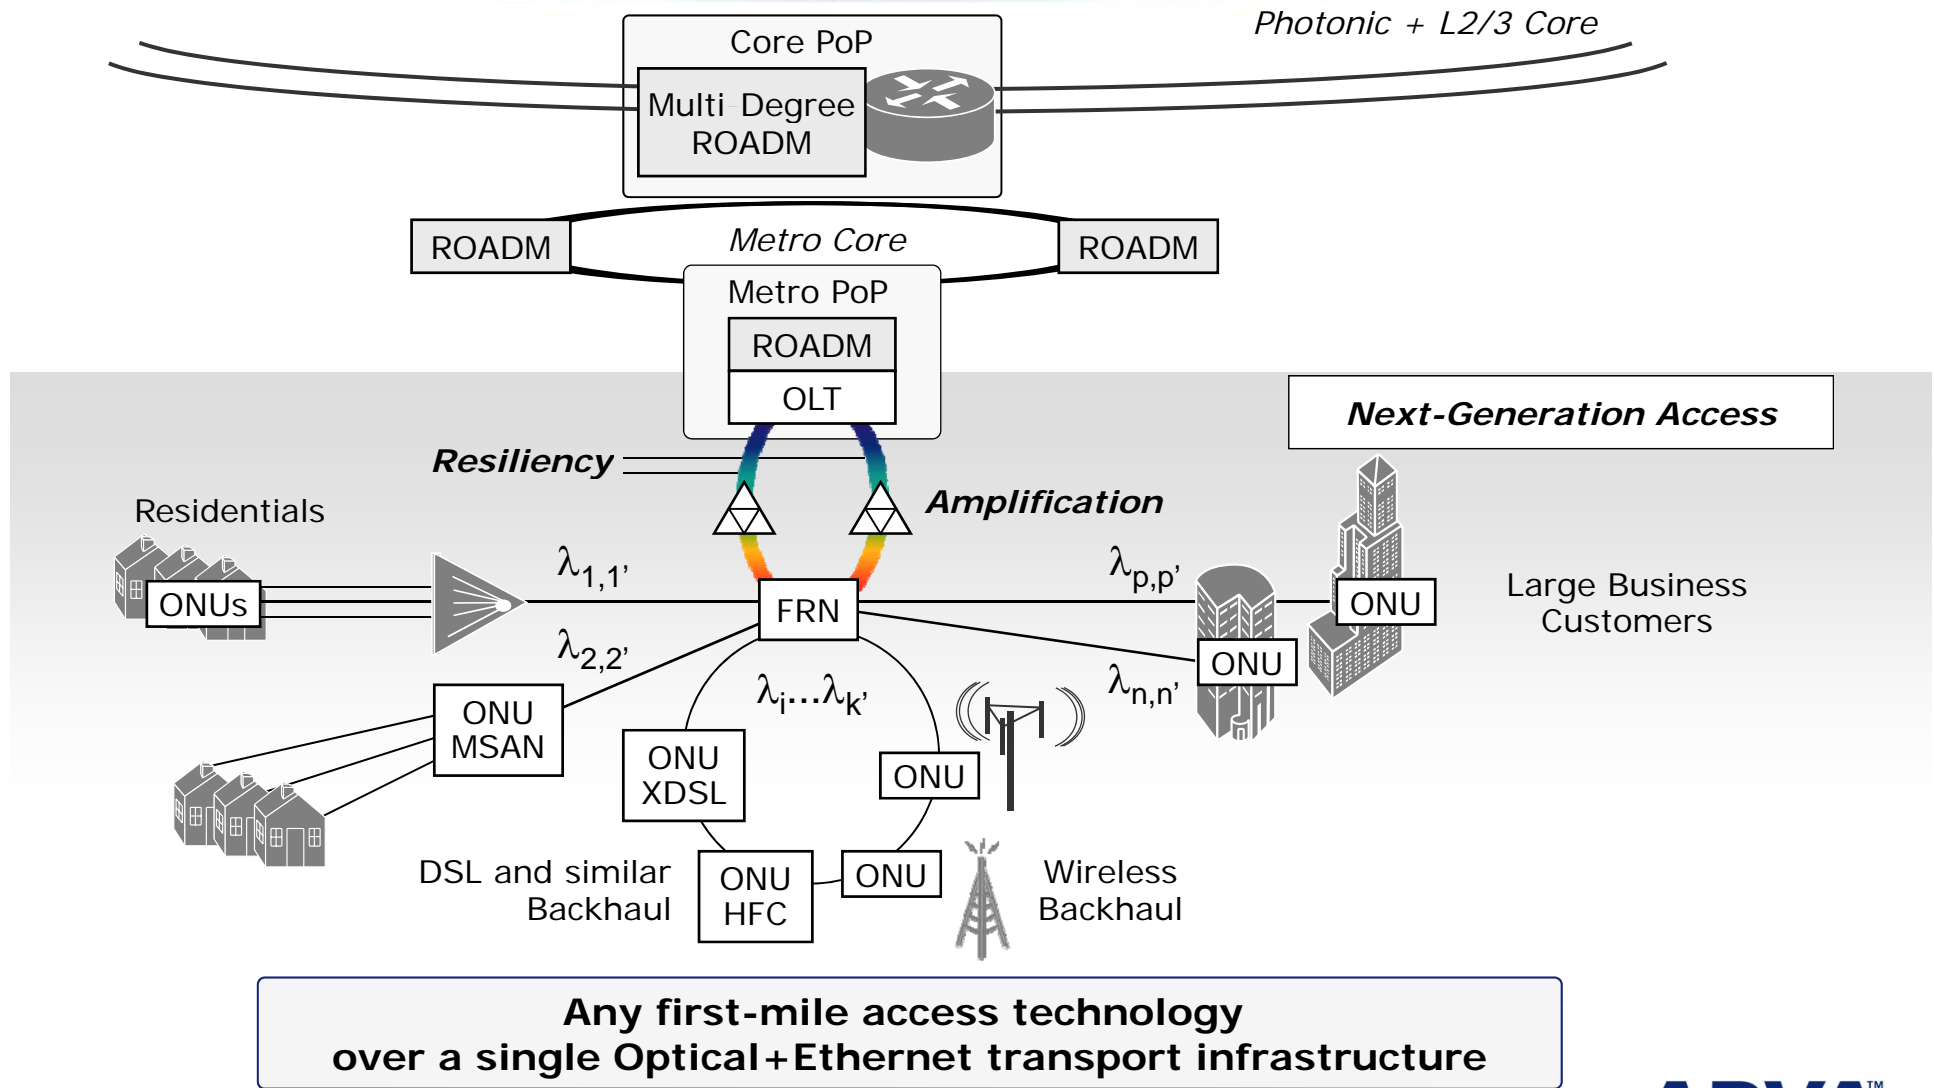 Photonic + L2/3 Core
Core PoP
Multi-Degree
ROADM
ROADM
Metro Core
ROADM
Metro PoP
ROADM
OLT
Next-Generation Access
Resiliency
Amplification
Residentials
ONUs
λ1,1'
λ2,2'
FRN
λp,p'
λn,n'
ONU
ONU
Large Business
Customers
λi...λk'
ONU
MSAN
ONU
XDSL
ONU
ONU
HFC
ONU
DSL and similar
Backhaul
Wireless
Backhaul
Any first-mile access technology
over a single Optical+Ethernet transport infrastructure
ADVA™